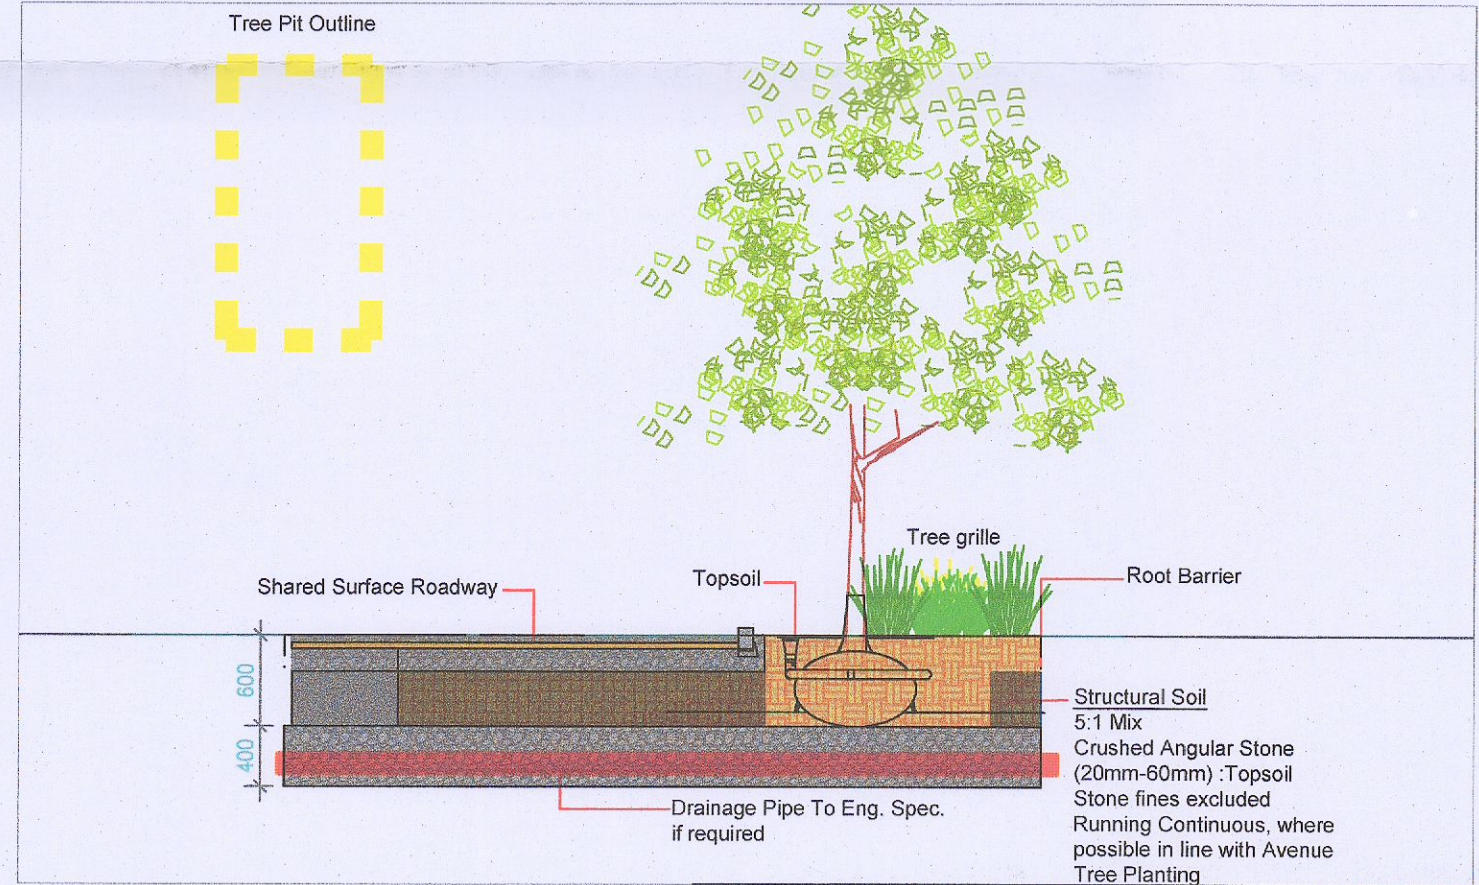 Tree Pit Outline
Tree grille
Shared Surface Roadway
Topsoil
Root Barrier
600
400
Structural Soil
5:1 Mix
Crushed Angular Stone
(20mm-60mm) :Topsoil
Stone fines excluded
Running Continuous, where
possible in line with Avenue
Tree Planting
Drainage Pipe To Eng. Spec.
if required